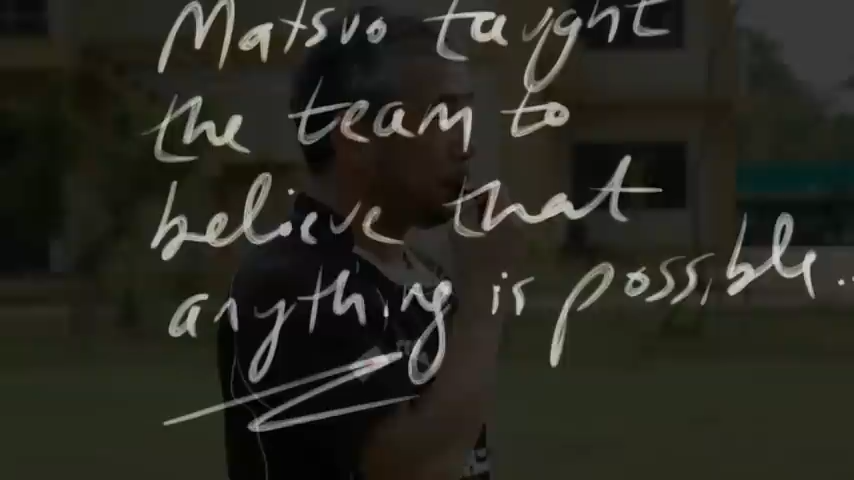 Matsuo taught
the team to
believe that
anything is possible..